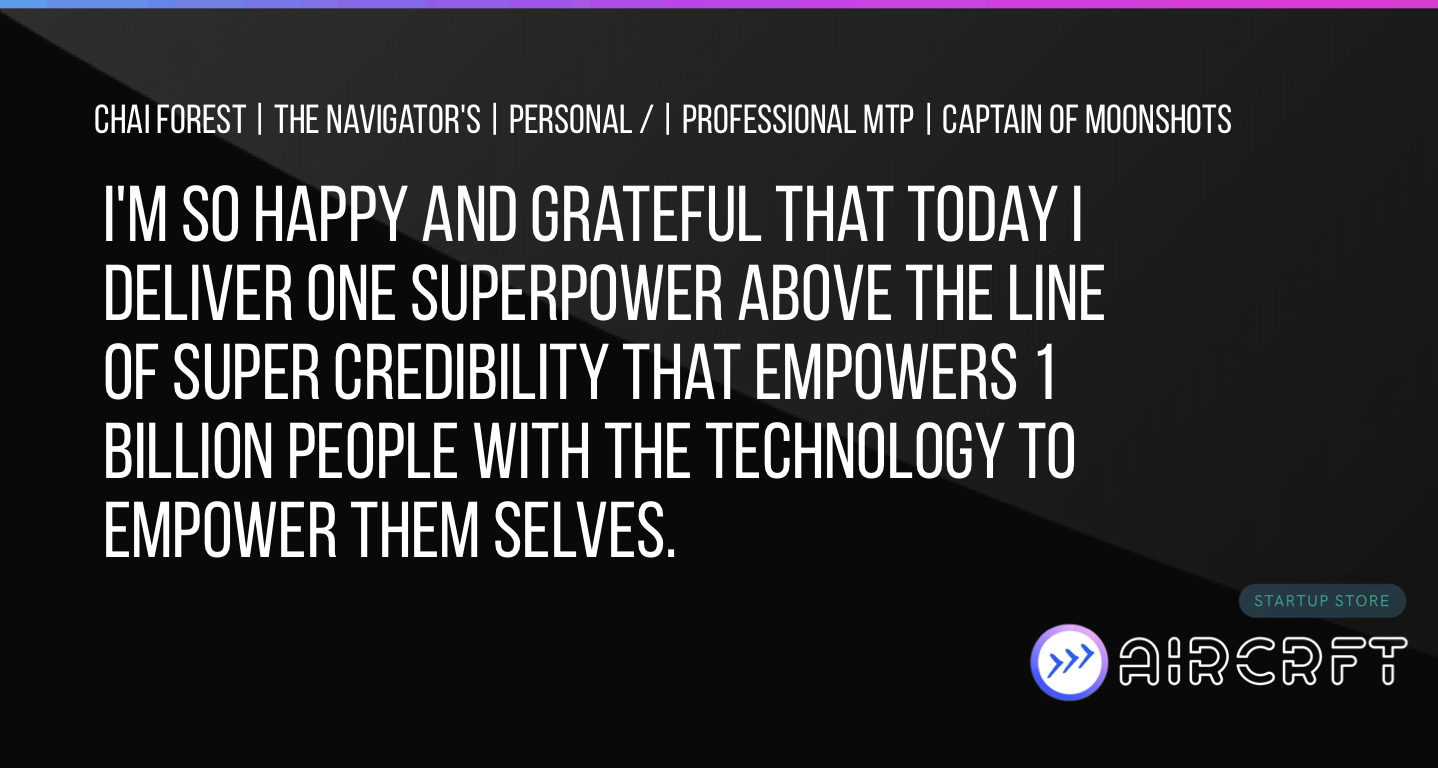 CHAI FOREST | THE NAVIGATOR'S | PERSONAL / | PROFESSIONAL MTP | CAPTAIN OF MOONSHOTS
I'M SO HAPPY AND GRATEFUL THAT TODAY I
DELIVER ONE SUPERPOWER ABOVE THE LINE
OF SUPER CREDIBILITY THAT EMPOWERS 1
BILLION PEOPLE WITH THE TECHNOLOGY TO
EMPOWER THEM SELVES.
STARTUP STORE
AIRCRFT